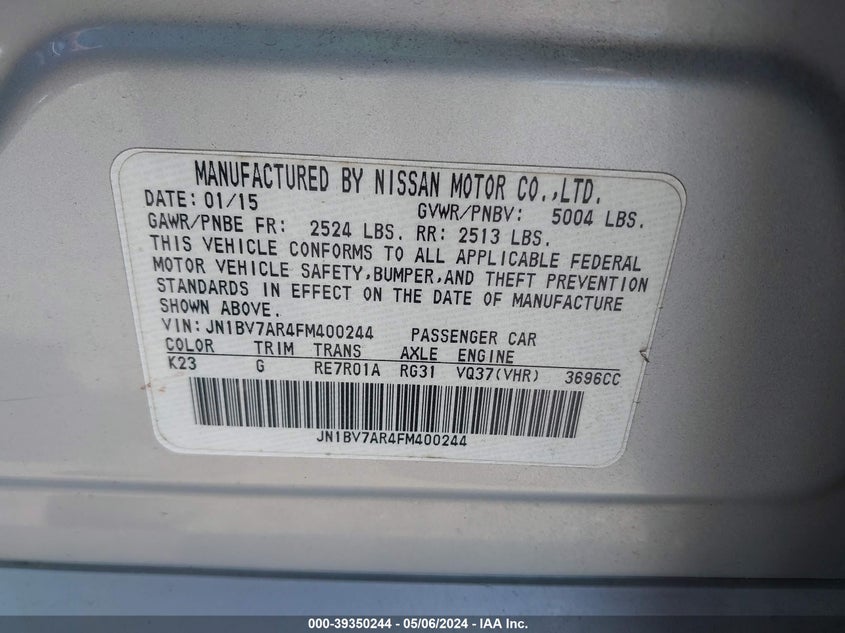 MANUFACTURED BY NISSAN MOTOR CO.,LTD.
DATE: 01/15 GVWR/PNBV: 5004 LBS.
GAWR/PNBE FR: 2524 LBS. RR: 2513 LBS.
THIS VEHICLE CONFORMS TO ALL APPLICABLE FEDERAL
MOTOR VEHICLE SAFETY,BUMPER,AND THEFT PREVENTION
STANDARDS IN EFFECT ON THE DATE OF MANUFACTURE
SHOWN ABOVE.
VIN: JN1BV7AR4FM400244 PASSENGER CAR
COLOR TRIM TRANS AXLE ENGINE
K23 G RE7R01A RG31 VQ37(VHR) 3696CC
JN1BV7AR4FM400244
000-39350244 - 05/06/2024 - IAA Inc.